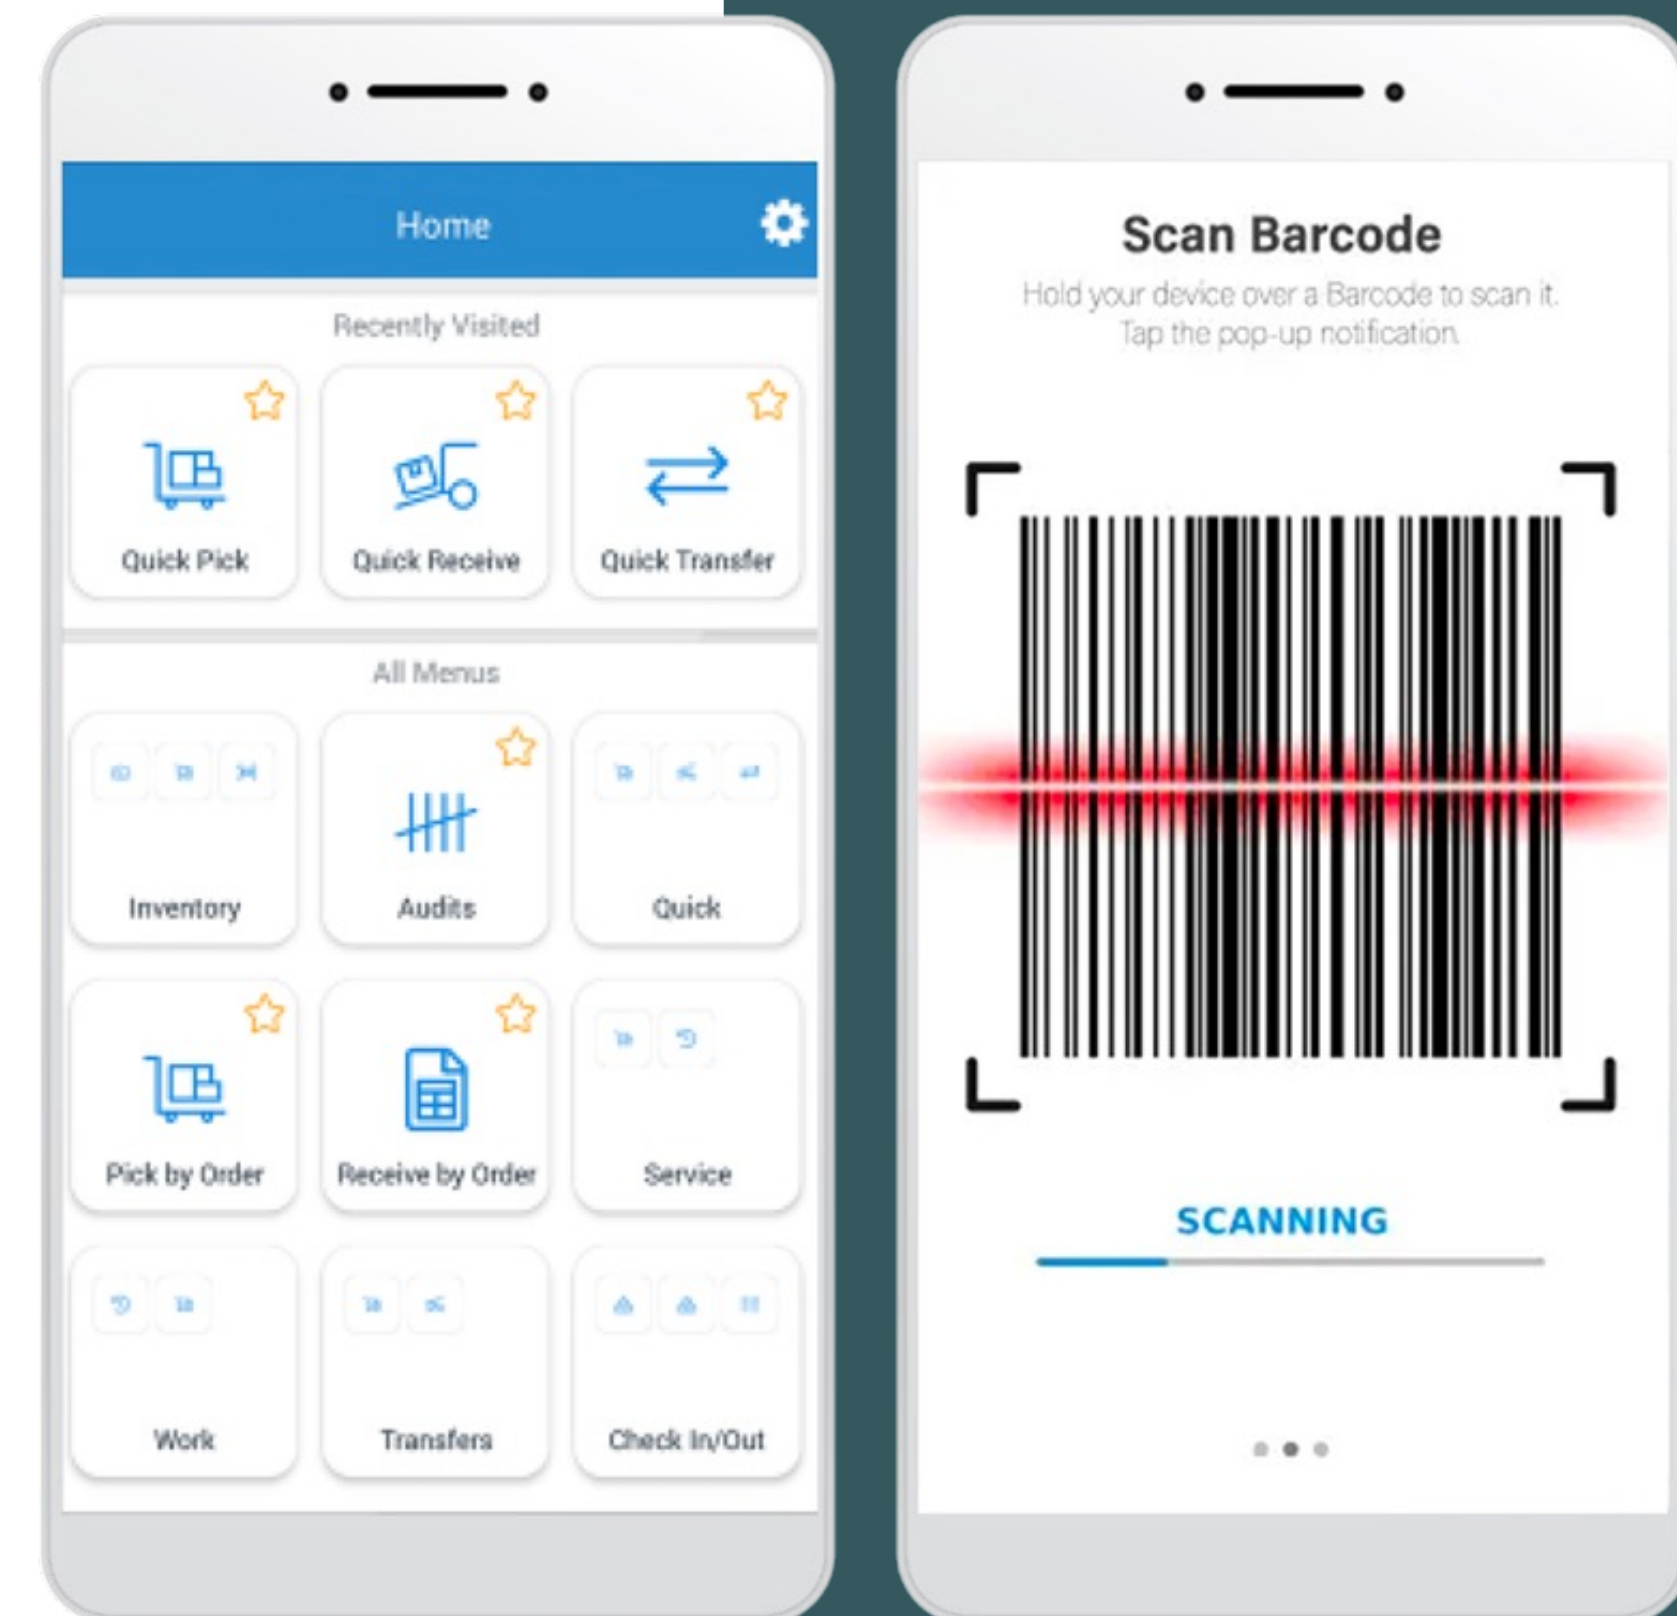 Home
Recently Visited
Quick Pick
Quick Receive
Quick Transfer
All Menus
Inventory
Audits
Quick
Pick by Order
Receive by Order
Service
Work
Transfers
Check In/Out
Scan Barcode
Hold your device over a Barcode to scan it.
Tap the pop-up notification.
SCANNING